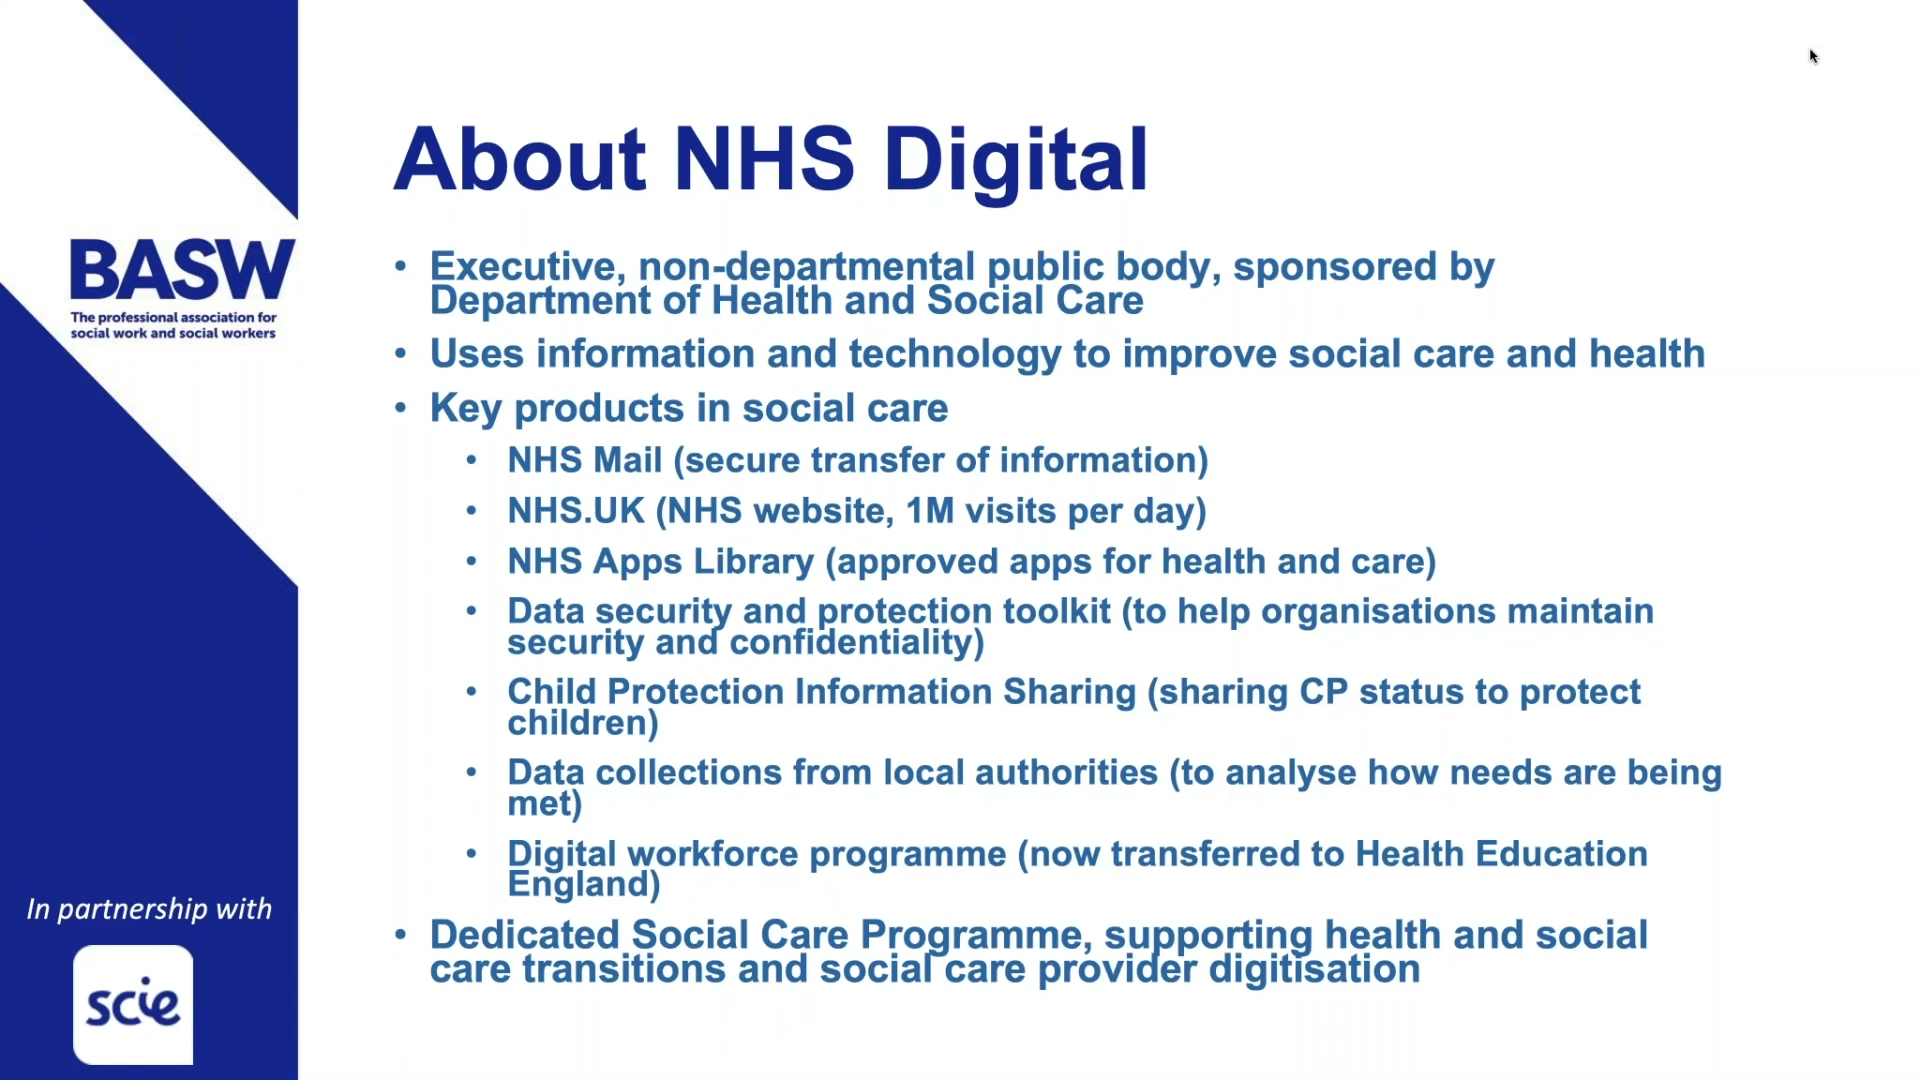 About NHS Digital
• Executive, non-departmental public body, sponsored by
Department of Health and Social Care
• Uses information and technology to improve social care and health
• Key products in social care
• NHS Mail (secure transfer of information)
• NHS.UK (NHS website, 1M visits per day)
• NHS Apps Library (approved apps for health and care)
• Data security and protection toolkit (to help organisations maintain
security and confidentiality)
• Child Protection Information Sharing (sharing CP status to protect
children)
• Data collections from local authorities (to analyse how needs are being
met)
• Digital workforce programme (now transferred to Health Education
England)
• Dedicated Social Care Programme, supporting health and social
care transitions and social care provider digitisation
BASW
The professional association for
social work and social workers
In partnership with
scie